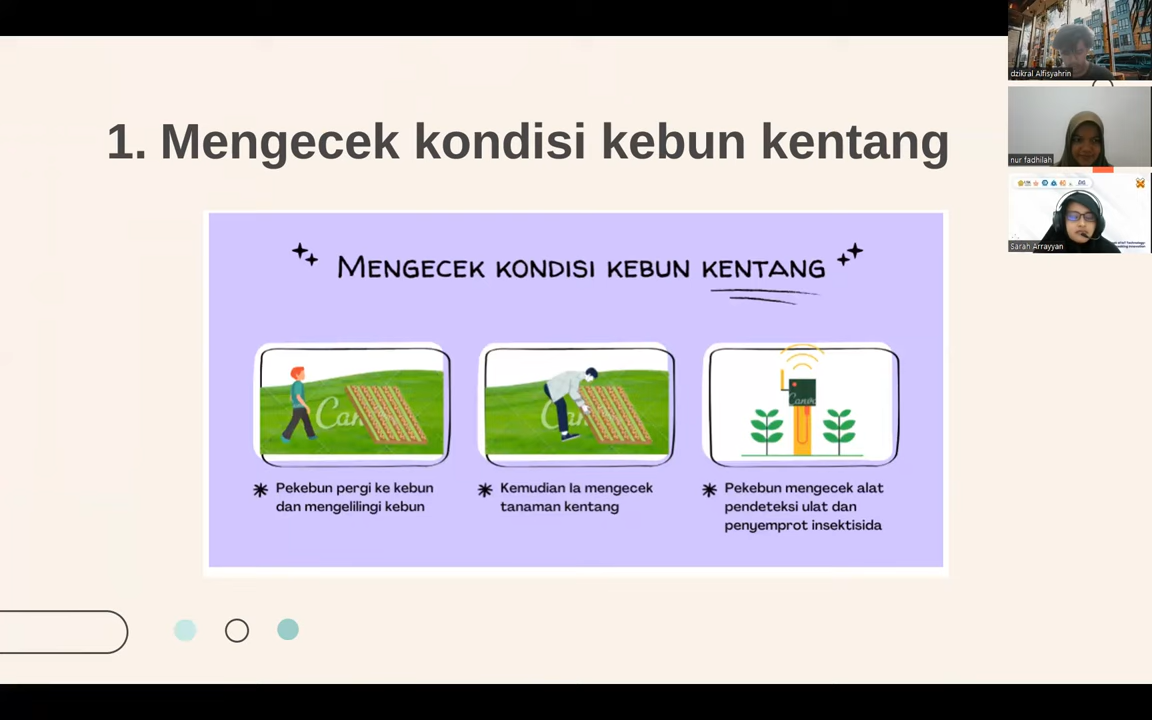 1. Mengecek kondisi kebun kentang
MENGECEK KONDISI KEBUN KENTANG
Pekebun pergi ke kebun
dan mengelilingi kebun
Kemudian Ia mengecek
tanaman kentang
Pekebun mengecek alat
pendeteksi ulat dan
penyemprot insektisida
dzikral Alfisyahrin
nur fadhilah
Sarah Arrayyan